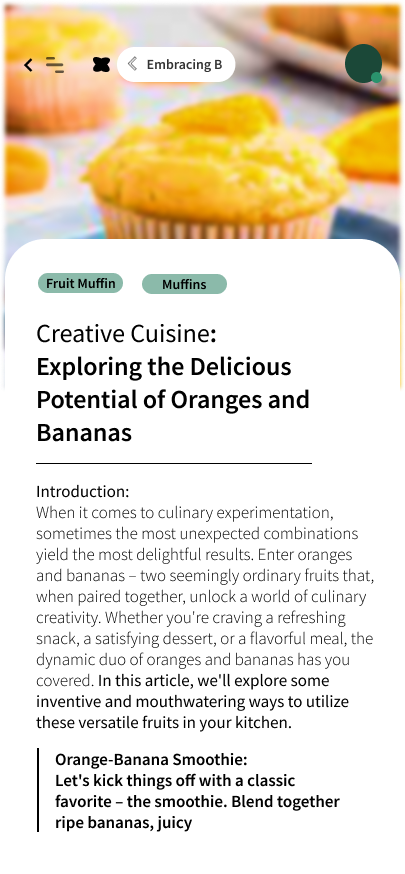 Embracing B
Fruit Muffin
Muffins
Creative Cuisine:
Exploring the Delicious
Potential of Oranges and
Bananas
Introduction:
When it comes to culinary experimentation,
sometimes the most unexpected combinations
yield the most delightful results. Enter oranges
and bananas – two seemingly ordinary fruits that,
when paired together, unlock a world of culinary
creativity. Whether you're craving a refreshing
snack, a satisfying dessert, or a flavorful meal, the
dynamic duo of oranges and bananas has you
covered. In this article, we'll explore some
inventive and mouthwatering ways to utilize
these versatile fruits in your kitchen.
Orange-Banana Smoothie:
Let's kick things off with a classic
favorite – the smoothie. Blend together
ripe bananas, juicy